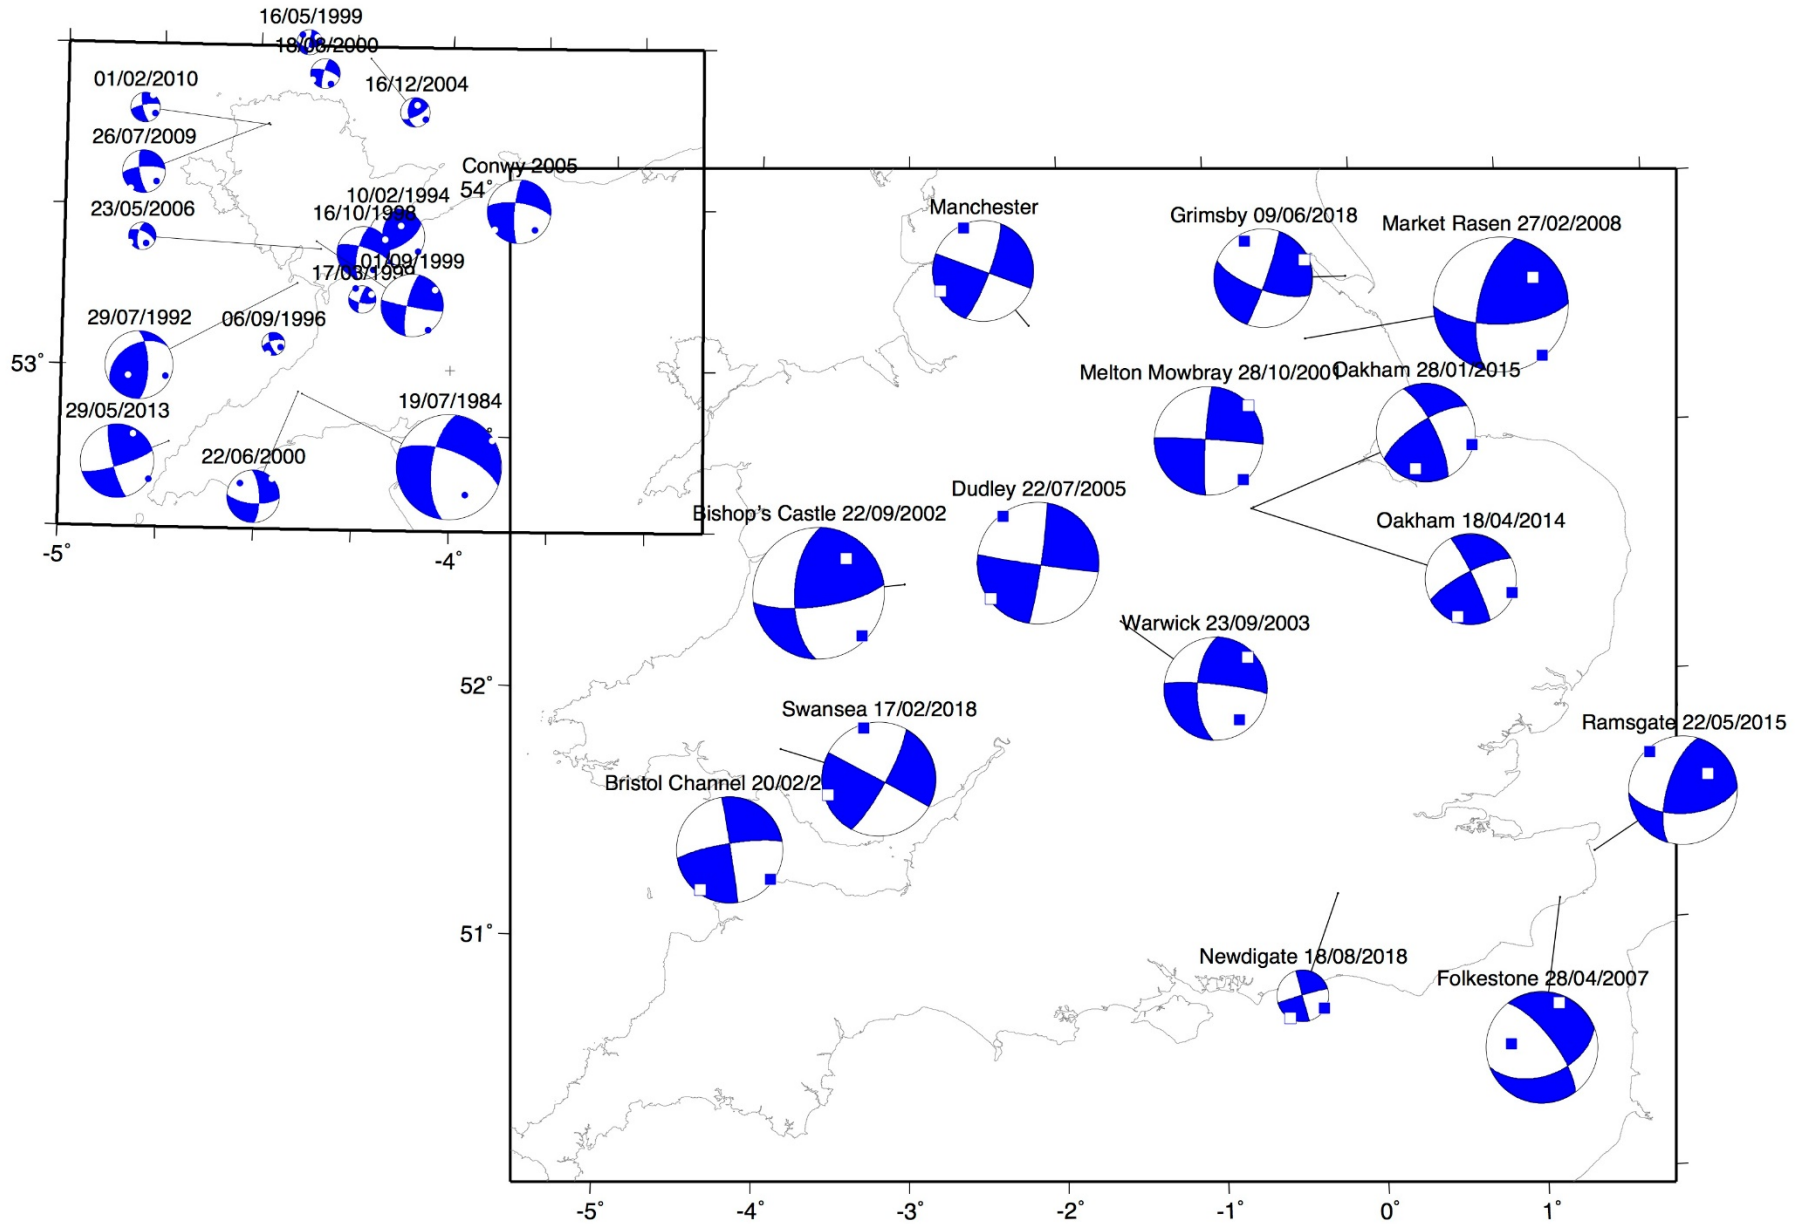 16/05/1999
18/03/2000
01/02/2010
16/12/2004
26/07/2009
Conwy 2005
54°
10/02/1994
23/05/2006
16/10/1998
01/09/1999
17/03/1999
29/07/1992
06/09/1996
53°
19/07/1984
29/05/2013
22/06/2000
-5°
-4°
Manchester
Grimsby 09/06/2018
Market Rasen 27/02/2008
Melton Mowbray 28/10/2001
Oakham 28/01/2015
Dudley 22/07/2005
Bishop's Castle 22/09/2002
Oakham 18/04/2014
Warwick 23/09/2003
52°
Swansea 17/02/2018
Ramsgate 22/05/2015
Bristol Channel 20/02/2
51°
Newdigate 18/08/2018
Folkestone 28/04/2007
-5°
-4°
-3°
-2°
-1°
0°
1°